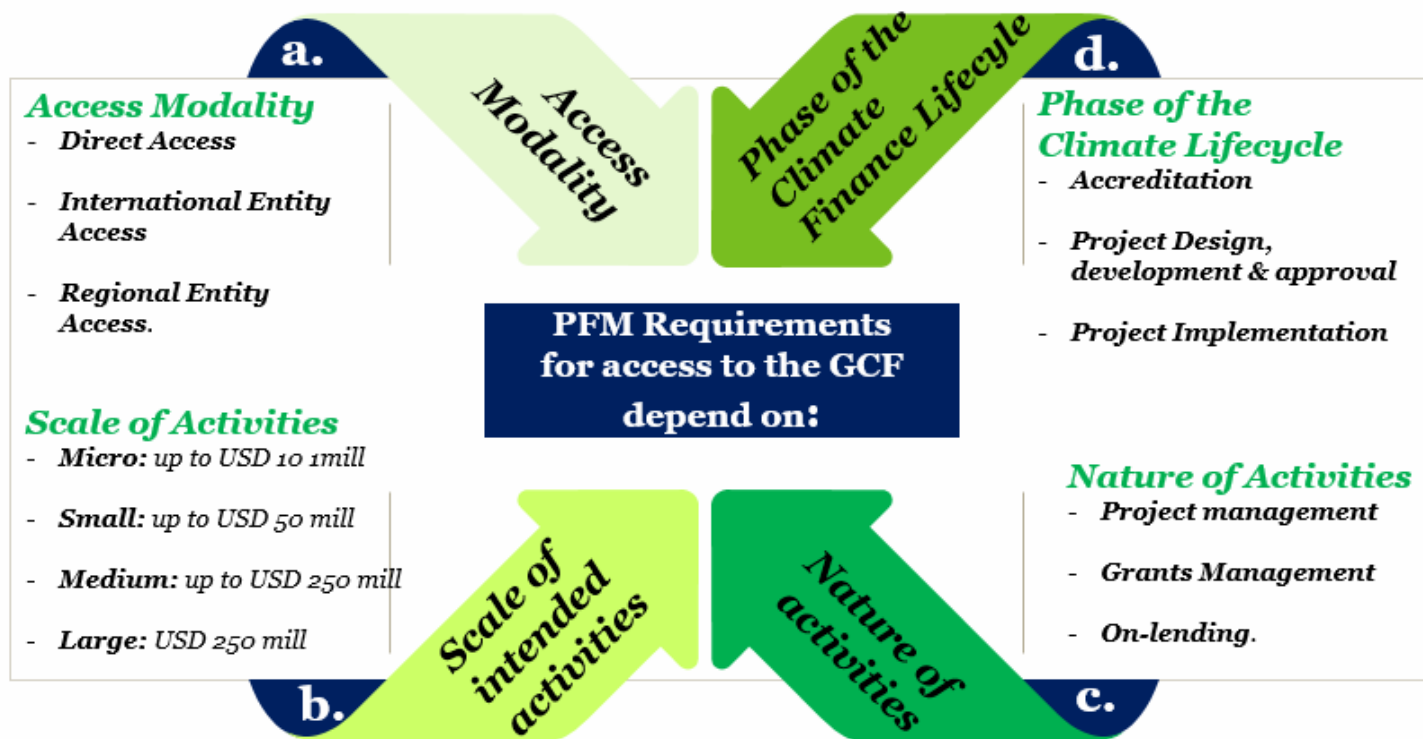 a.
Access
Modality
Access Modality
- Direct Access
- International Entity
Access
- Regional Entity
Access.
d.
Phase of the
Climate
Finance Lifecyle
Phase of the
Climate Lifecycle
- Accreditation
- Project Design,
development & approval
- Project Implementation
PFM Requirements
for access to the GCF
depend on:
Scale of Activities
- Micro: up to USD 10 1mill
- Small: up to USD 50 mill
- Medium: up to USD 250 mill
- Large: USD 250 mill
b.
Scale of
intended
activities
Nature of
activities
c.
Nature of Activities
- Project management
- Grants Management
- On-lending.